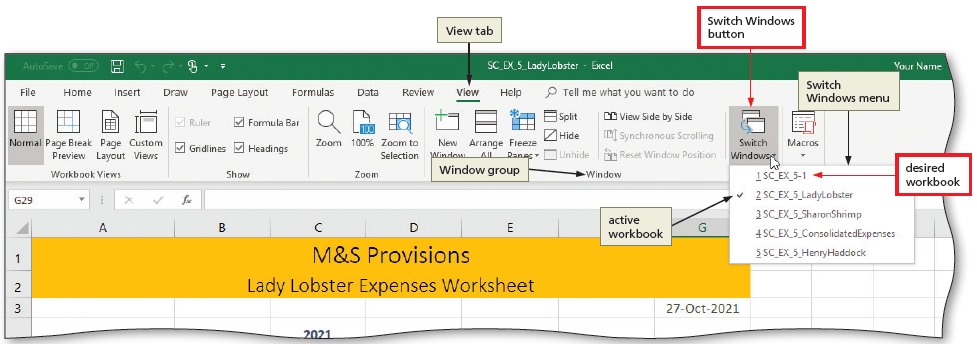 Switch Windows
button
View tab
AutoSave Off
SC_EX_5_LadyLobster - Excel
Your Name
File Home Insert Draw Page Layout Formulas Data Review View Help Tell me what you want to do
Switch
Windows menu
Normal Page Break Preview Page Layout Custom Views
Ruler Formula Bar
Gridlines Headings
Zoom 100% Zoom to Selection
New Window Arrange All Freeze Panes
Split
Hide
Unhide
View Side by Side
Synchronous Scrolling
Reset Window Position
Switch Windows
Macros
Workbook Views Show Zoom Window
Window group
desired
workbook
1 SC_EX_5-1
2 SC_EX_5_LadyLobster
3 SC_EX_5_SharonShrimp
4 SC_EX_5_ConsolidatedExpenses
5 SC_EX_5_HenryHaddock
active
workbook
G29 fx
A B C D E G
1 M&S Provisions
2 Lady Lobster Expenses Worksheet
3 27-Oct-2021
2021